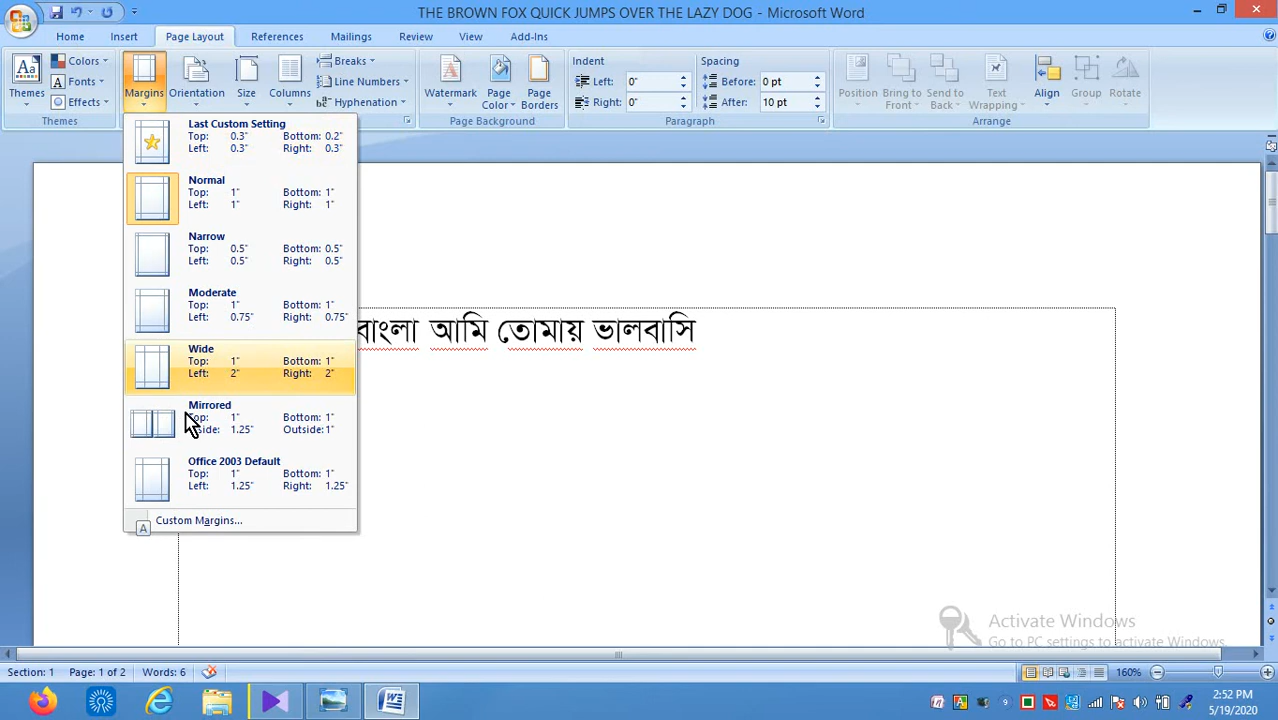 THE BROWN FOX QUICK JUMPS OVER THE LAZY DOG - Microsoft Word
Home Insert Page Layout References Mailings Review View Add-Ins
Themes Colors Fonts Effects Margins Orientation Size Columns Breaks Line Numbers Hyphenation Watermark Page Color Page Borders Indent Left: 0" Right: 0" Spacing Before: 0 pt After: 10 pt Position Bring to Front Send to Back Text Wrapping Align Group Rotate
Themes Page Background Paragraph Arrange
Last Custom Setting
Top: 0.3" Bottom: 0.2"
Left: 0.3" Right: 0.3"
Normal
Top: 1" Bottom: 1"
Left: 1" Right: 1"
Narrow
Top: 0.5" Bottom: 0.5"
Left: 0.5" Right: 0.5"
Moderate
Top: 1" Bottom: 1"
Left: 0.75" Right: 0.75"
বাংলা আমি তোমায় ভালবাসি
Wide
Top: 1" Bottom: 1"
Left: 2" Right: 2"
Mirrored
Top: 1" Bottom: 1"
1.25" Outside: 1"
Office 2003 Default
Top: 1" Bottom: 1"
Left: 1.25" Right: 1.25"
Custom Margins...
A
Activate Windows
Go to PC settings to activate Windows.
Section: 1 Page: 1 of 2 Words: 6 160%
2:52 PM
5/19/2020